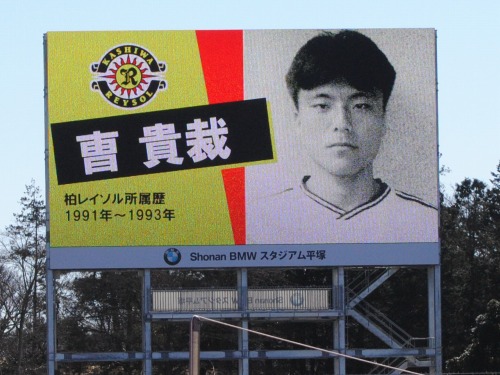 KASHIWA
R
REYSOL
曺 貴裁
柏レイソル所属歴
1991年〜1993年
Shonan BMW スタジアム平塚